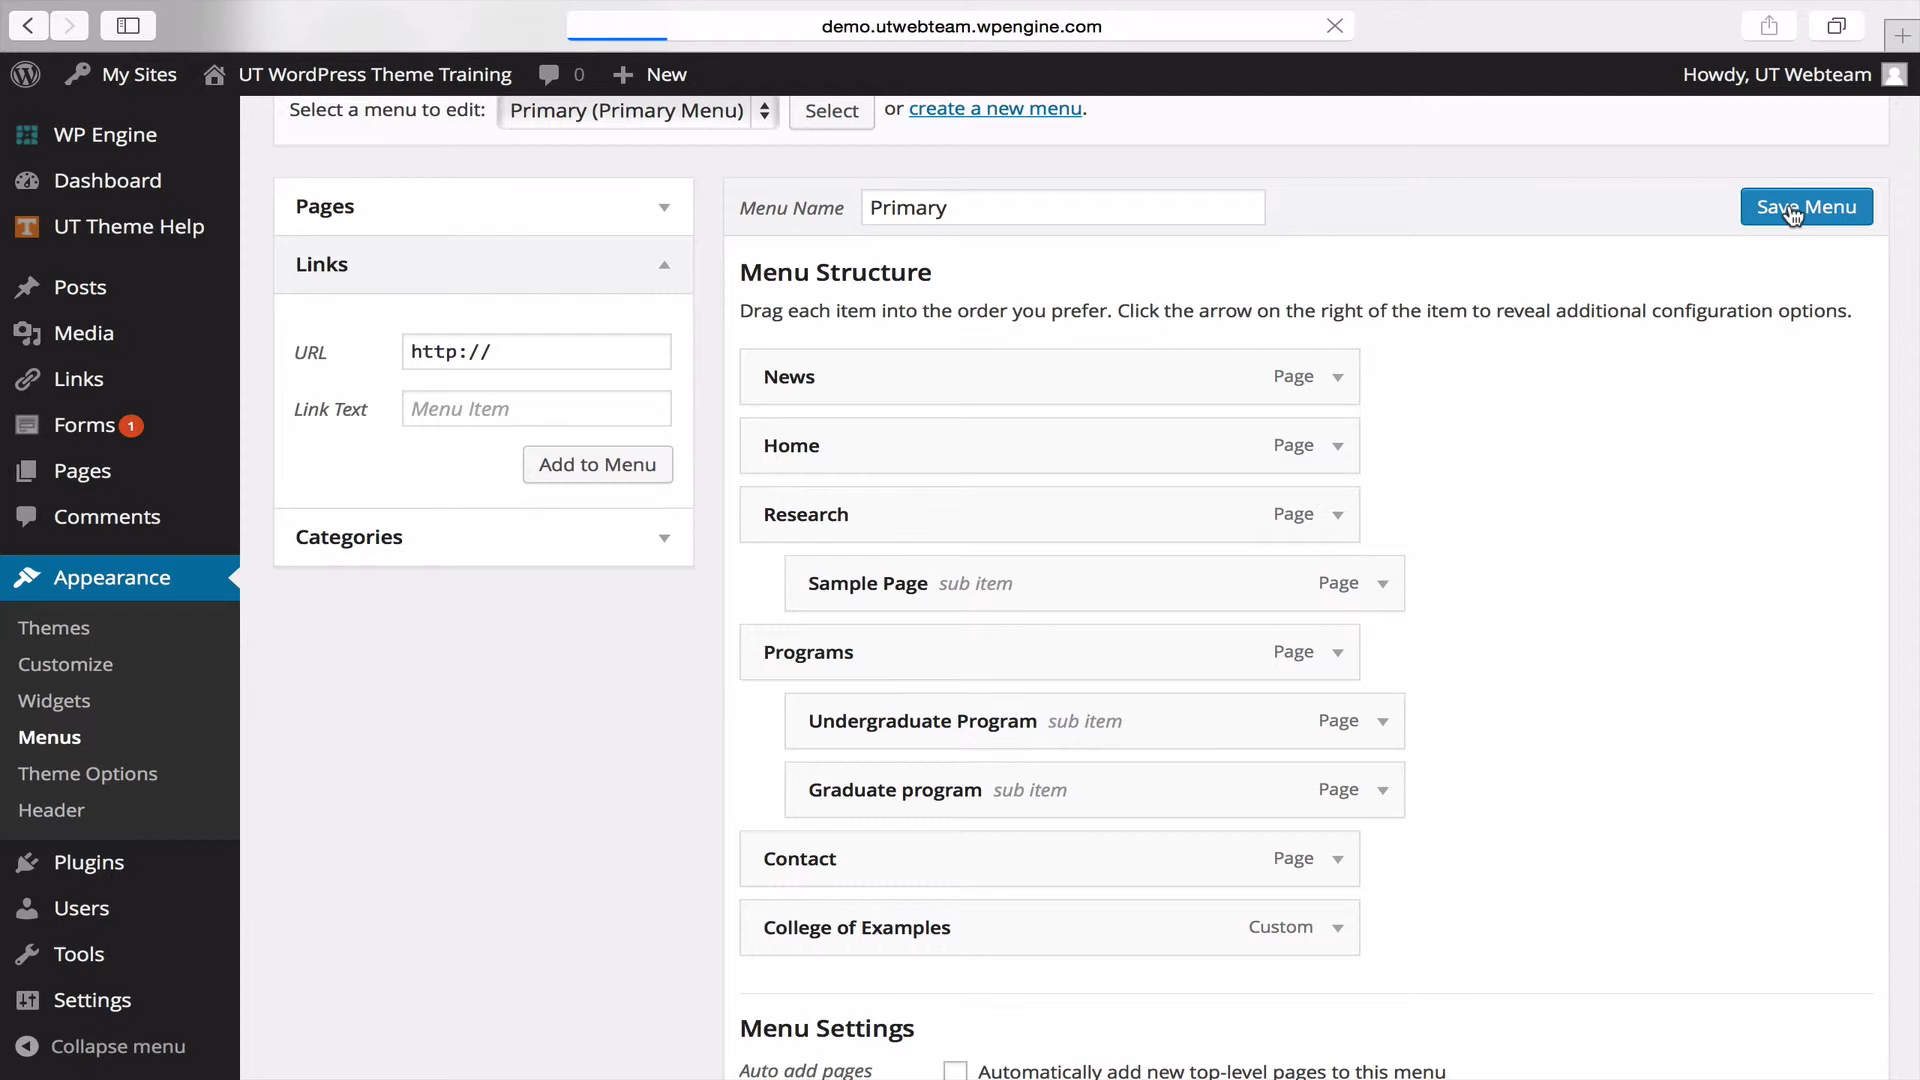 demo.utwebteam.wpengine.com
My Sites UT WordPress Theme Training 0 New Howdy, UT Webteam
WP Engine
Dashboard
UT Theme Help
Posts
Media
Links
Forms 1
Pages
Comments
Appearance
Themes
Customize
Widgets
Menus
Theme Options
Header
Plugins
Users
Tools
Settings
Collapse menu
Select a menu to edit: Primary (Primary Menu) Select or create a new menu.
Pages
Links
URL http://
Link Text Menu Item
Add to Menu
Categories
Menu Name Primary Save Menu
Menu Structure
Drag each item into the order you prefer. Click the arrow on the right of the item to reveal additional configuration options.
News Page
Home Page
Research Page
Sample Page sub item Page
Programs Page
Undergraduate Program sub item Page
Graduate program sub item Page
Contact Page
College of Examples Custom
Menu Settings
Auto add pages Automatically add new top-level pages to this menu